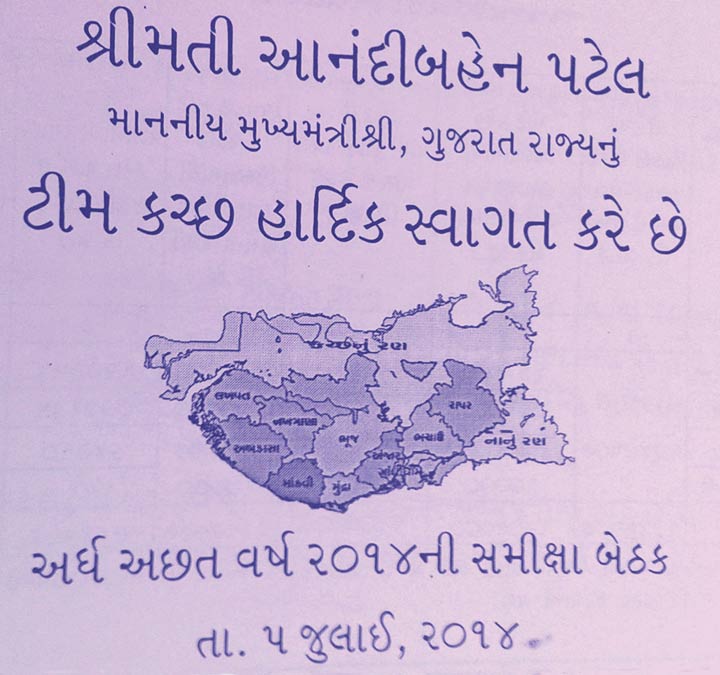 શ્રીમતી આનંદીબહેન પટેલ
માનનીય મુખ્યમંત્રીશ્રી, ગુજરાત રાજ્યનું
ટીમ કચ્છ હાર્દિક સ્વાગત કરે છે
કચ્છનું રણ
લખપત
રાપર
નખત્રાણા
ભૂજ
ભચાઉ
નાનું રણ
અબડાસા
અંજાર
ગાંધીધામ
માંડવી
મુંદ્રા
અર્ધ અછત વર્ષ ૨૦૧૪ની સમીક્ષા બેઠક
તા. ૫ જુલાઈ, ૨૦૧૪